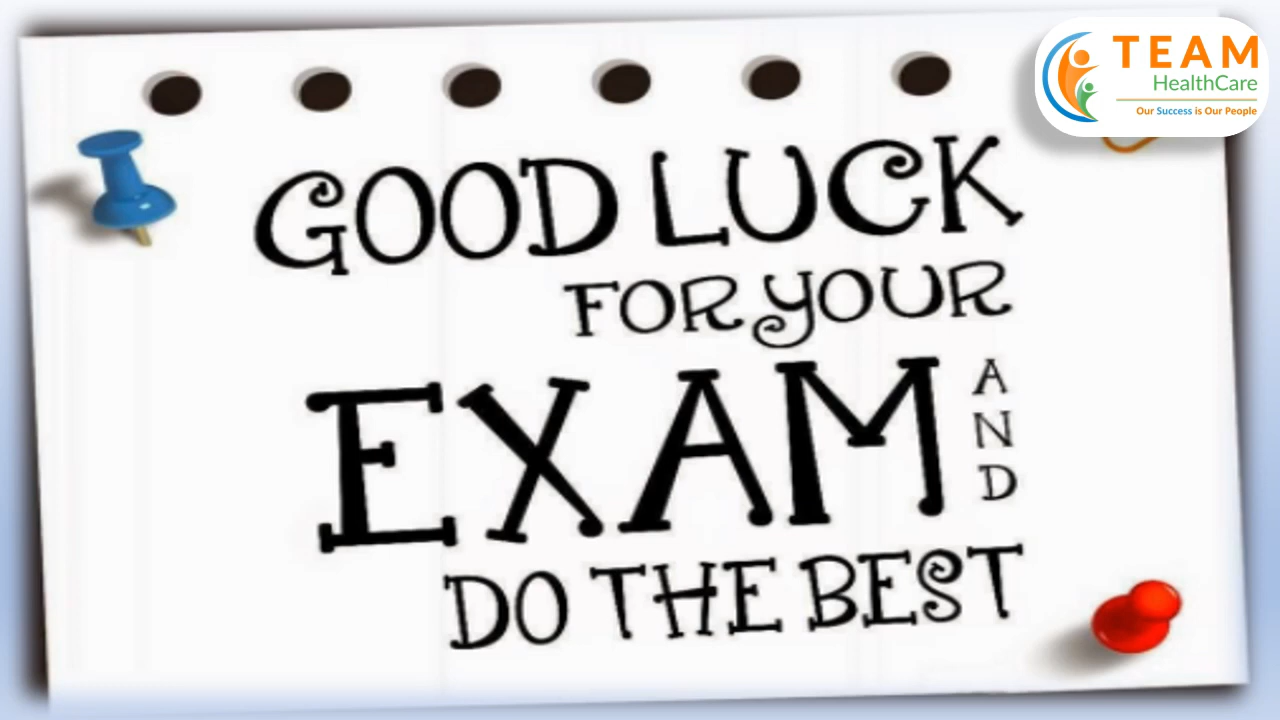 TEAM
HealthCare
Our Success is Our People
GOOD LUCK
FOR YOUR
EXAM AND
DO THE BEST